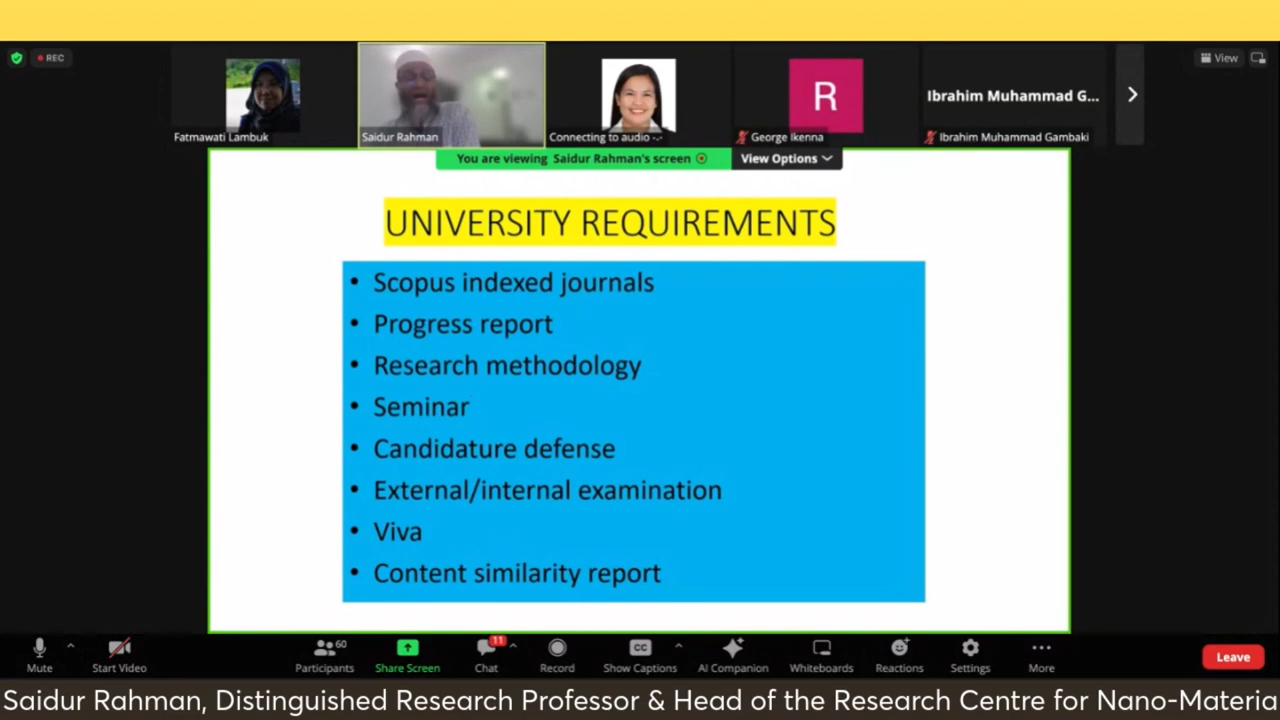 REC
View
Fatmawati Lambuk
Saidur Rahman
Connecting to audio -·-
R
George Ikenna
Ibrahim Muhammad G...
Ibrahim Muhammad Gambaki
You are viewing Saidur Rahman's screen
View Options
UNIVERSITY REQUIREMENTS
• Scopus indexed journals
• Progress report
• Research methodology
• Seminar
• Candidature defense
• External/internal examination
• Viva
• Content similarity report
60
11
CC
Mute
Start Video
Participants
Share Screen
Chat
Record
Show Captions
AI Companion
Whiteboards
Reactions
Settings
More
Leave
Saidur Rahman, Distinguished Research Professor & Head of the Research Centre for Nano-Materia